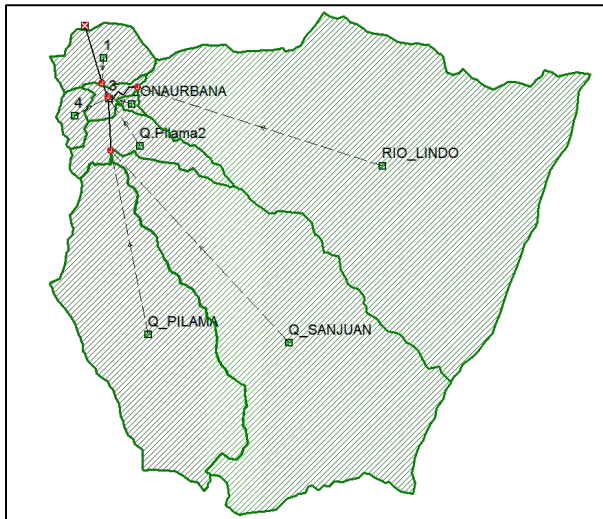 1
3
ONAURBANA
4
Q.Pilama2
RIO_LINDO
Q_PILAMA
Q_SANJUAN